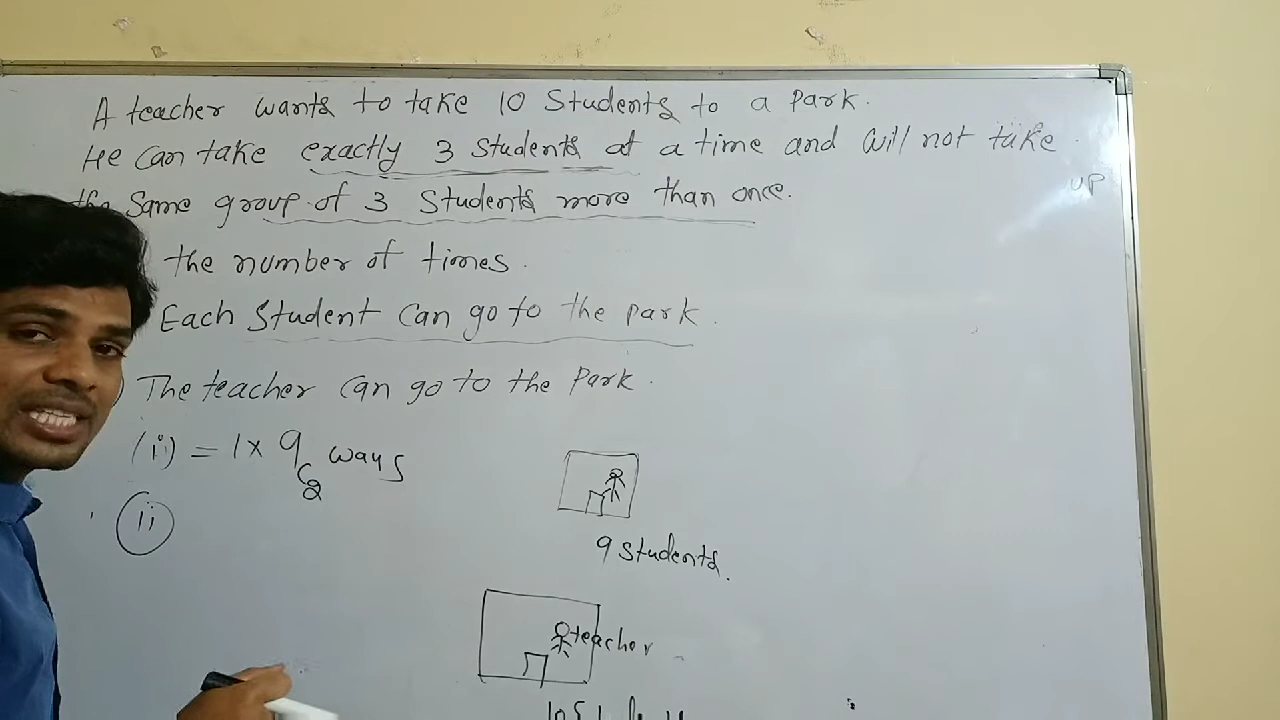 A teacher wants to take 10 Students to a park.
He can take exactly 3 students at a time and will not take
the same group of 3 students more than once.
up
the number of times.
Each student can go to the park.
) The teacher can go to the Park.
(i) = 1 x 9c2 ways
(ii)
9 students.
teacher